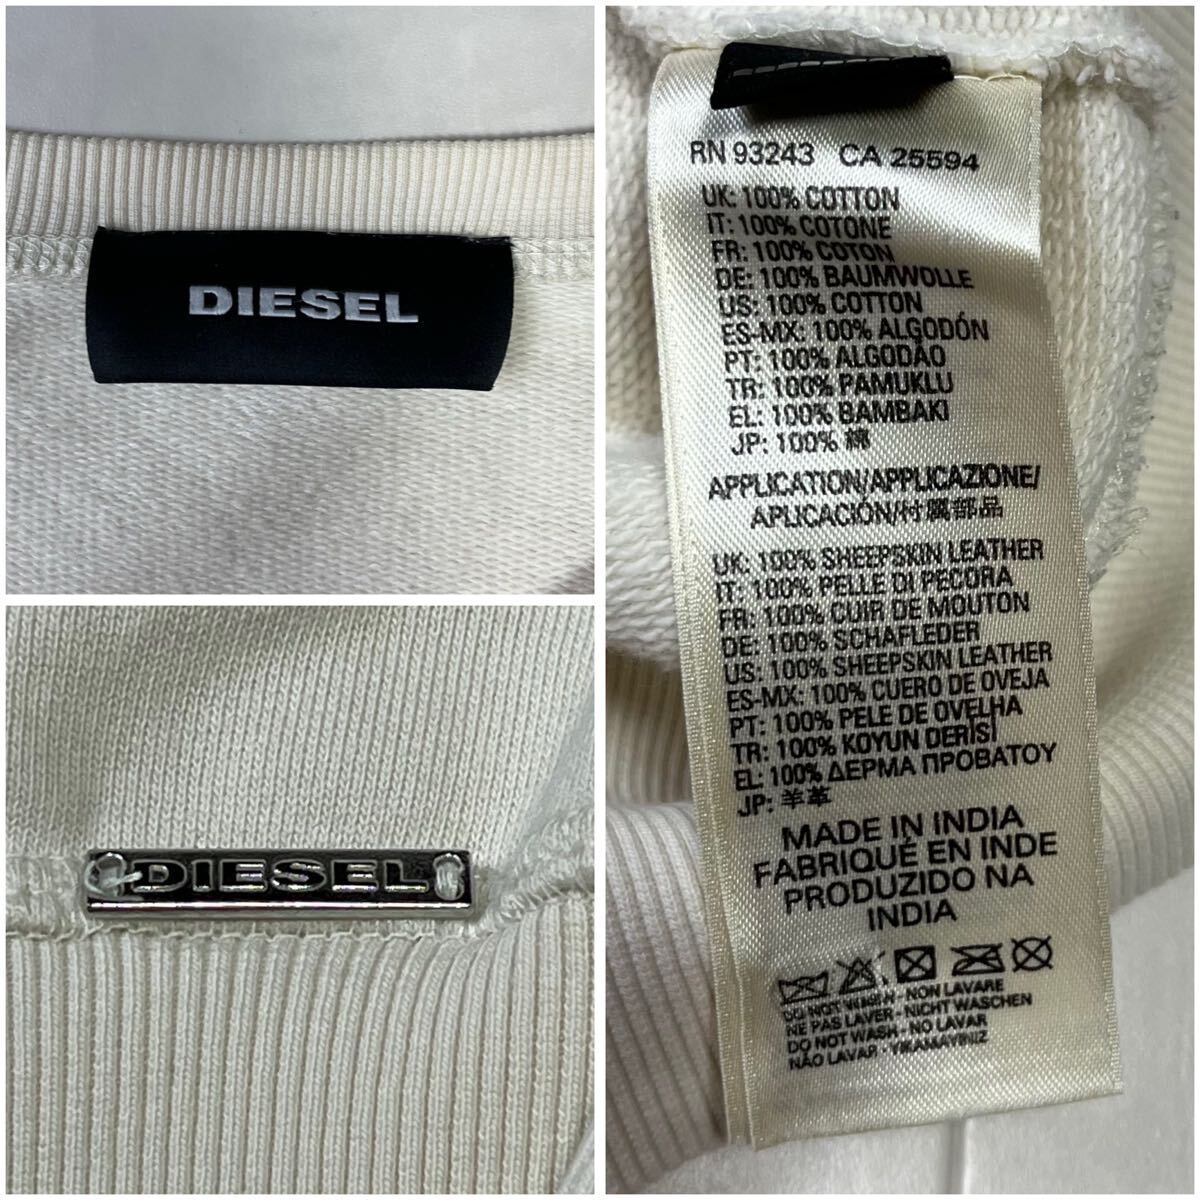 DIESEL
DIESEL
RN 93243 CA 25594
UK: 100% COTTON
IT: 100% COTONE
FR: 100% COTON
DE: 100% BAUMWOLLE
US: 100% COTTON
ES-MX: 100% ALGODÓN
PT: 100% ALGODÃO
TR: 100% PAMUKLU
EL: 100% BAMBAKI
JP: 100% 綿
APPLICATION/APPLICAZIONE/
APLICACIÓN/付属部品
UK: 100% SHEEPSKIN LEATHER
IT: 100% PELLE DI PECORA
FR: 100% CUIR DE MOUTON
DE: 100% SCHAFLEDER
US: 100% SHEEPSKIN LEATHER
ES-MX: 100% CUERO DE OVEJA
PT: 100% PELE DE OVELHA
TR: 100% KOYUN DERİSİ
EL: 100% ΔΕΡΜΑ ΠΡΟΒΑΤΟΥ
JP: 羊革
MADE IN INDIA
FABRIQUÉ EN INDE
PRODUZIDO NA
INDIA
DO NOT WASH - NON LAVARE
NE PAS LAVER - NICHT WASCHEN
DO NOT WASH - NO LAVAR
NÃO LAVAR - YIKAMAYINIZ